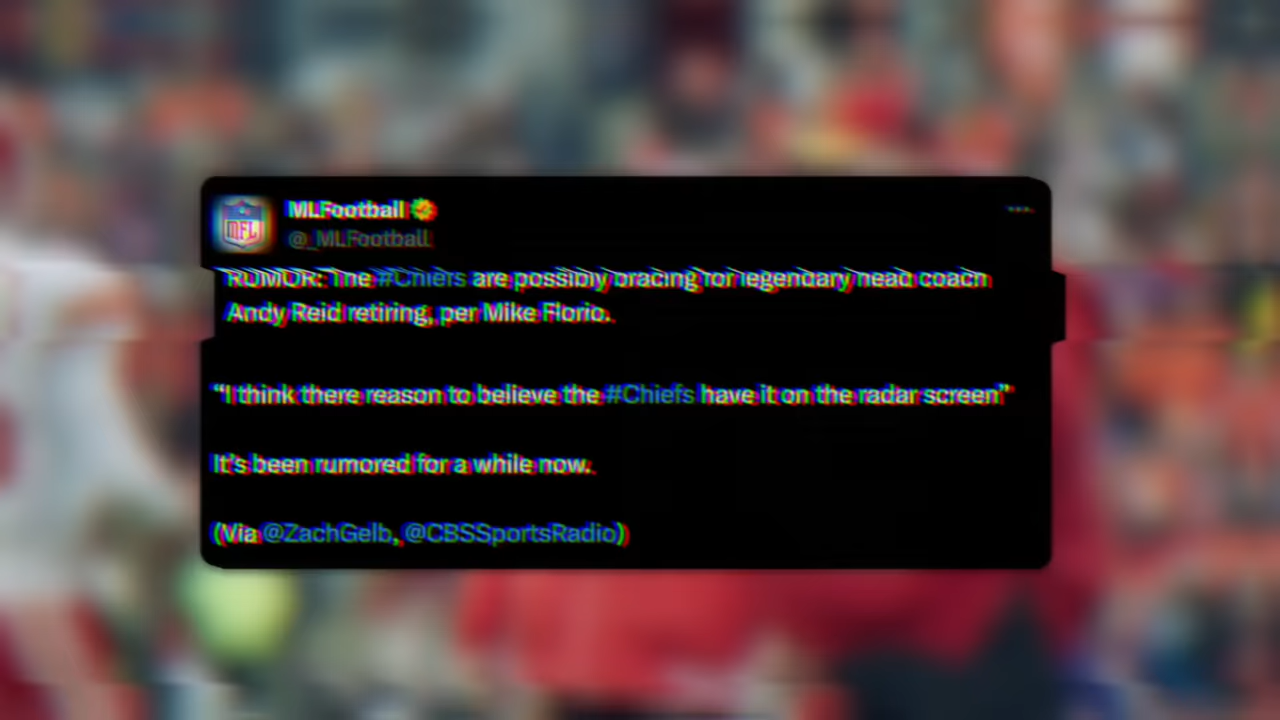 MLFootball
@_MLFootball
RUMOR: The #Chiefs are possibly bracing for legendary head coach
Andy Reid retiring, per Mike Florio.
“I think there reason to believe the #Chiefs have it on the radar screen”
It’s been rumored for a while now.
(Via @ZachGelb, @CBSSportsRadio)